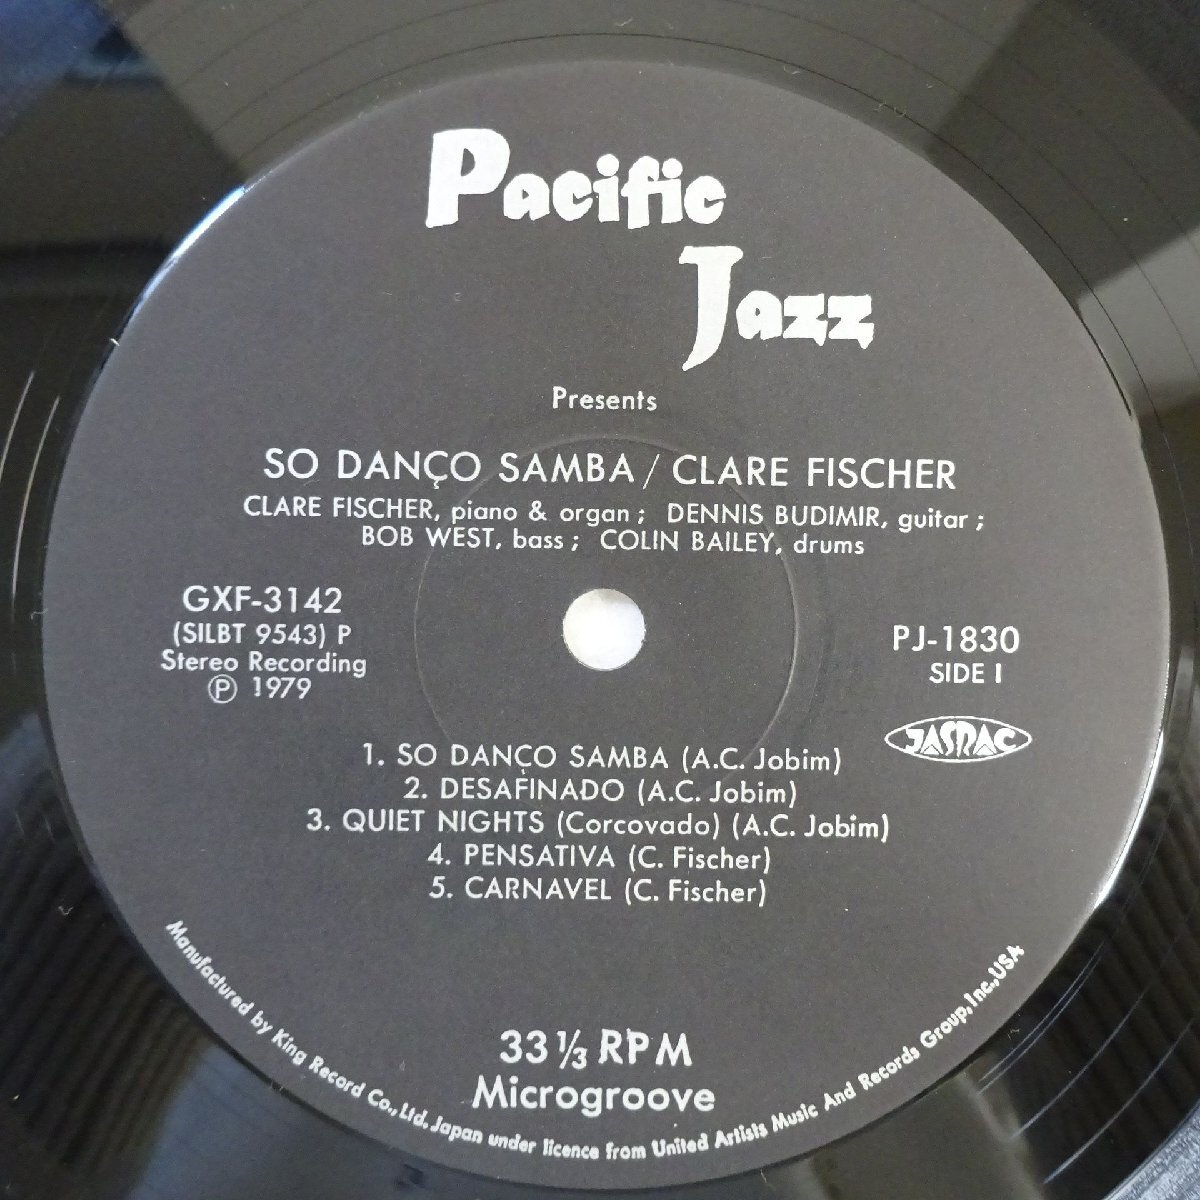 Pacific
Jazz
Presents
SO DANÇO SAMBA / CLARE FISCHER
CLARE FISCHER, piano & organ ; DENNIS BUDIMIR, guitar ;
BOB WEST, bass ; COLIN BAILEY, drums
GXF-3142
(SILBT 9543) P
Stereo Recording
Ⓟ 1979
PJ-1830
SIDE I
JASRAC
1. SO DANÇO SAMBA (A.C. Jobim)
2. DESAFINADO (A.C. Jobim)
3. QUIET NIGHTS (Corcovado) (A.C. Jobim)
4. PENSATIVA (C. Fischer)
5. CARNAVEL (C. Fischer)
33 ⅓ RPM
Microgroove
Manufactured by King Record Co., Ltd. Japan under licence from United Artists Music And Records Group, Inc., USA